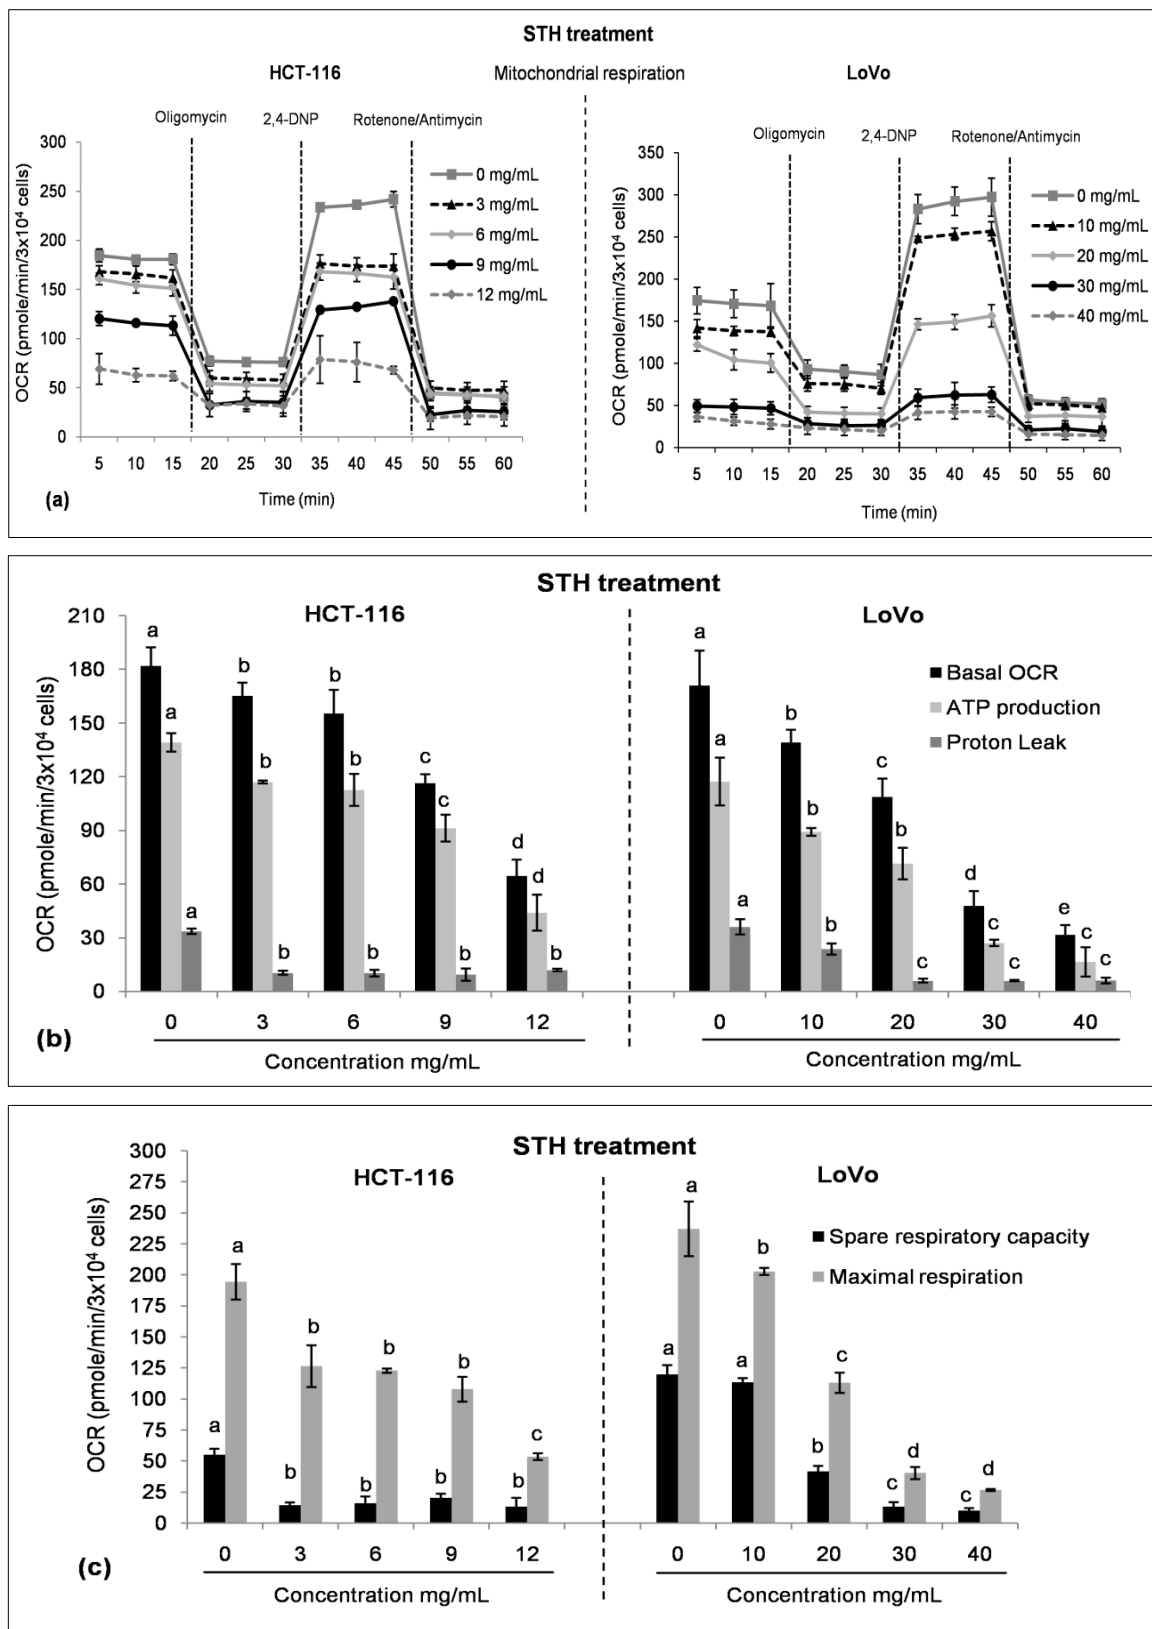 STH treatment
HCT-116
Mitochondrial respiration
LoVo
Oligomycin
2,4-DNP
Rotenone/Antimycin
300
250
200
150
100
50
0
OCR (pmole/min/3x10⁴ cells)
0 mg/mL
3 mg/mL
6 mg/mL
9 mg/mL
12 mg/mL
5 10 15 20 25 30 35 40 45 50 55 60
Time (min)
(a)
Oligomycin
2,4-DNP
Rotenone/Antimycin
350
300
250
200
150
100
50
0
OCR (pmole/min/3x10⁴ cells)
0 mg/mL
10 mg/mL
20 mg/mL
30 mg/mL
40 mg/mL
5 10 15 20 25 30 35 40 45 50 55 60
Time (min)
STH treatment
HCT-116
LoVo
210
180
150
120
90
60
30
0
OCR (pmole/min/3x10⁴ cells)
a a a
b b b
b b b
c c b
d d b
a a a
b b b
c b c
d c c
e c c
Basal OCR
ATP production
Proton Leak
0 3 6 9 12
0 10 20 30 40
Concentration mg/mL
Concentration mg/mL
(b)
STH treatment
HCT-116
LoVo
300
275
250
225
200
175
150
125
100
75
50
25
0
OCR (pmole/min/3x10⁴ cells)
a a
b b
b b
b b
b c
a a
a b
b c
c d
c d
Spare respiratory capacity
Maximal respiration
0 3 6 9 12
0 10 20 30 40
Concentration mg/mL
Concentration mg/mL
(c)